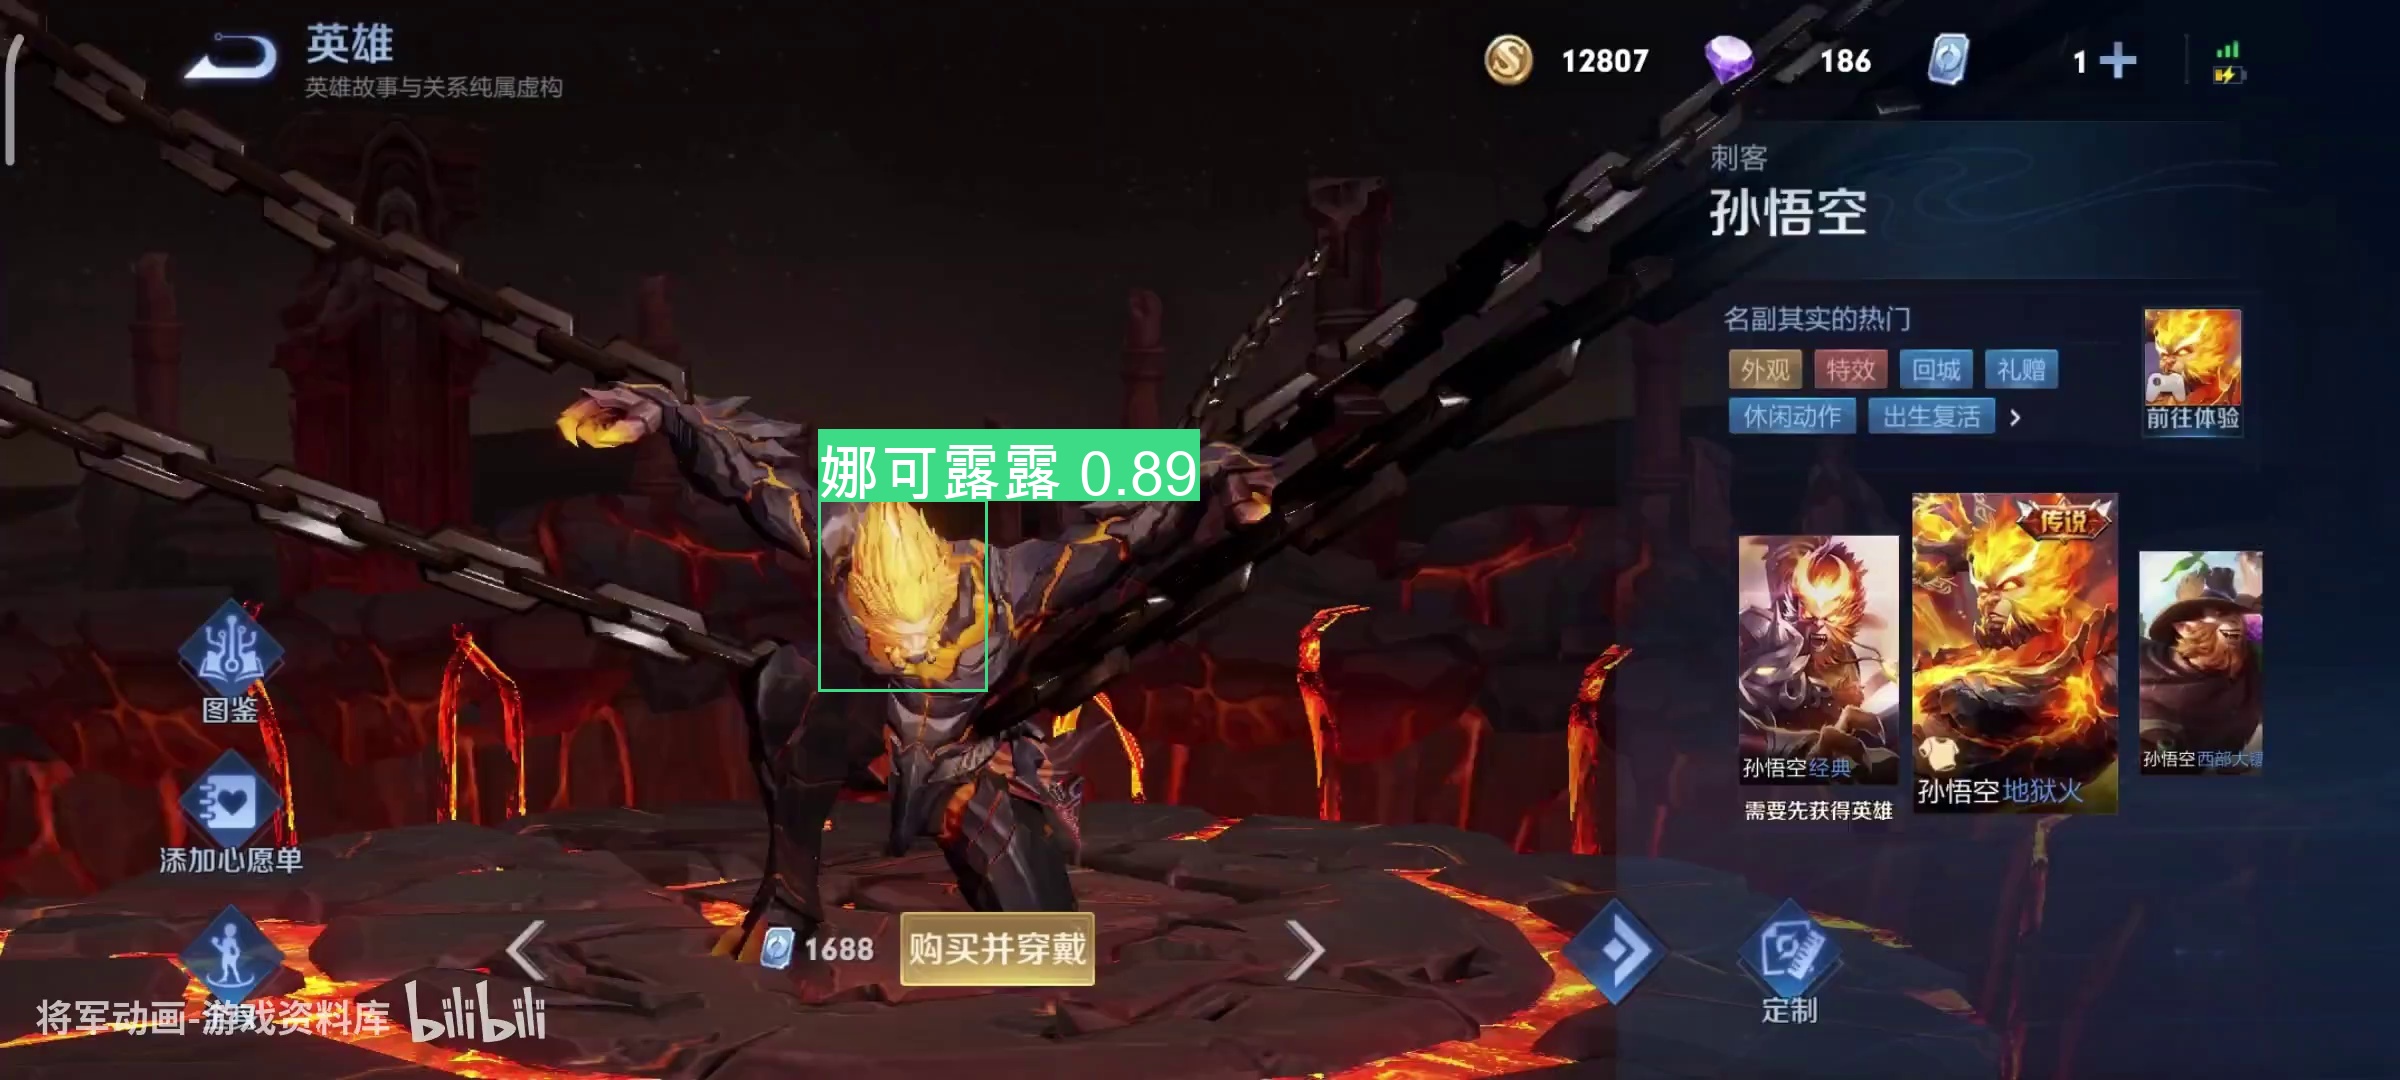 英雄
英雄故事与关系纯属虚构
12807
186
1
刺客
孙悟空
名副其实的热门
外观 特效 回城 礼赠
休闲动作 出生复活
前往体验
娜可露露 0.89
传说
孙悟空经典
需要先获得英雄
孙悟空地狱火
孙悟空西部大镖
图鉴
添加心愿单
1688
购买并穿戴
定制
将军动画-游戏资料库 bilibili